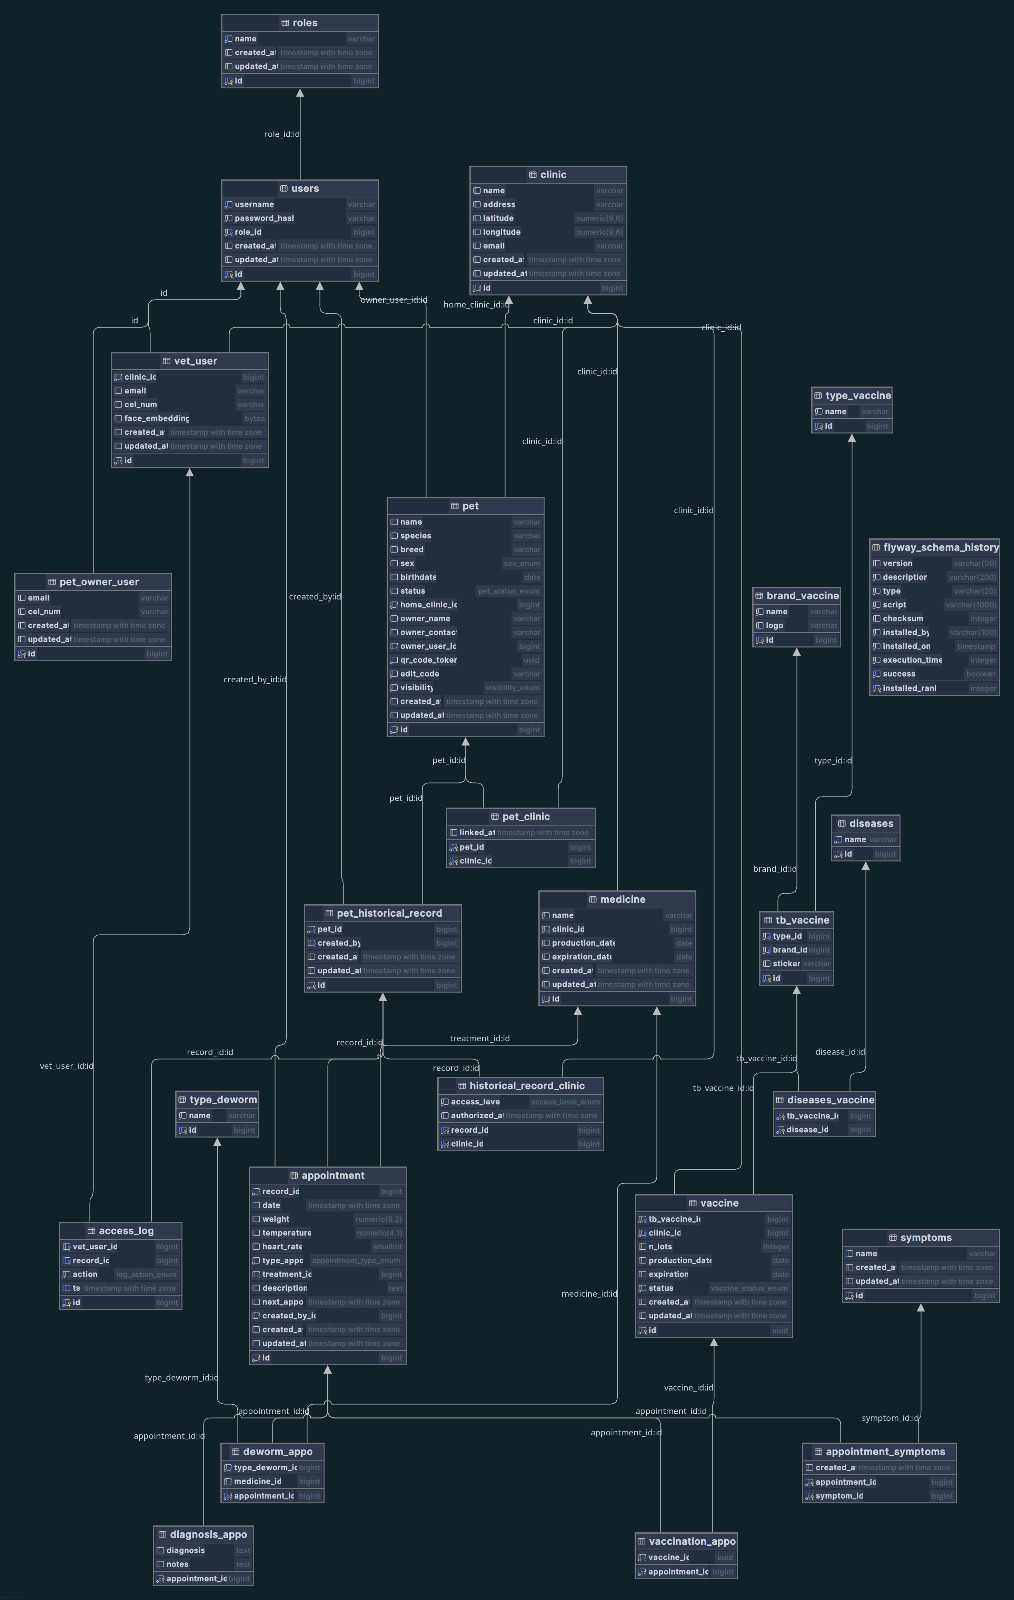 roles
name varchar
created_at timestamp with time zone
updated_at timestamp with time zone
id bigint
role_id:id
users
username varchar
password_hash varchar
role_id bigint
created_at timestamp with time zone
updated_at timestamp with time zone
id bigint
clinic
name varchar
address varchar
latitude numeric(9,6)
longitude numeric(9,6)
email varchar
created_at timestamp with time zone
updated_at timestamp with time zone
id bigint
id
id
owner_user_id:id
home_clinic_id:id
clinic_id:id
clinic_id:id
clinic_id:id
clinic_id:id
clinic_id:id
vet_user
clinic_id bigint
email varchar
cel_num varchar
face_embedding bytea
created_at timestamp with time zone
updated_at timestamp with time zone
id bigint
type_vaccine
name varchar
id bigint
pet
name varchar
species varchar
breed varchar
sex sex_enum
birthdate date
status pet_status_enum
home_clinic_id bigint
owner_name varchar
owner_contact varchar
owner_user_id bigint
qr_code_token uuid
edit_code varchar
visibility visibility_enum
created_at timestamp with time zone
updated_at timestamp with time zone
id bigint
flyway_schema_history
version varchar(50)
description varchar(200)
type varchar(20)
script varchar(1000)
checksum integer
installed_by varchar(100)
installed_on timestamp
execution_time integer
success boolean
installed_rank integer
pet_owner_user
email varchar
cel_num varchar
created_at timestamp with time zone
updated_at timestamp with time zone
id bigint
brand_vaccine
name varchar
logo varchar
id bigint
created_by:id
created_by_id:id
pet_id:id
pet_id:id
type_id:id
pet_clinic
linked_at timestamp with time zone
pet_id bigint
clinic_id bigint
diseases
name varchar
id bigint
brand_id:id
pet_historical_record
pet_id bigint
created_by bigint
created_at timestamp with time zone
updated_at timestamp with time zone
id bigint
medicine
name varchar
clinic_id bigint
production_date date
expiration_date date
created_at timestamp with time zone
updated_at timestamp with time zone
id bigint
tb_vaccine
type_id bigint
brand_id bigint
sticker varchar
id bigint
treatment_id:id
record_id:id
record_id:id
record_id:id
vet_user_id:id
disease_id:id
tb_vaccine_id:id
tb_vaccine_id:id
historical_record_clinic
access_level access_level_enum
authorized_at timestamp with time zone
record_id bigint
clinic_id bigint
type_deworm
name varchar
id bigint
diseases_vaccine
tb_vaccine_id bigint
disease_id bigint
appointment
record_id bigint
date timestamp with time zone
weight numeric(5,2)
temperature numeric(4,1)
heart_rate smallint
type_appo appointment_type_enum
treatment_id bigint
description text
next_appo timestamp with time zone
created_by_id bigint
created_at timestamp with time zone
updated_at timestamp with time zone
id bigint
access_log
vet_user_id bigint
record_id bigint
action log_action_enum
ts timestamp with time zone
id bigint
vaccine
tb_vaccine_id bigint
clinic_id bigint
n_lots integer
production_date date
expiration date
status vaccine_status_enum
created_at timestamp with time zone
updated_at timestamp with time zone
id uuid
symptoms
name varchar
created_at timestamp with time zone
updated_at timestamp with time zone
id bigint
medicine_id:id
type_deworm_id:id
vaccine_id:id
appointment_id:id
appointment_id:id
appointment_id:id
appointment_id:id
symptom_id:id
deworm_appo
type_deworm_id bigint
medicine_id bigint
appointment_id bigint
appointment_symptoms
created_at timestamp with time zone
appointment_id bigint
symptom_id bigint
diagnosis_appo
diagnosis text
notes text
appointment_id bigint
vaccination_appo
vaccine_id uuid
appointment_id bigint